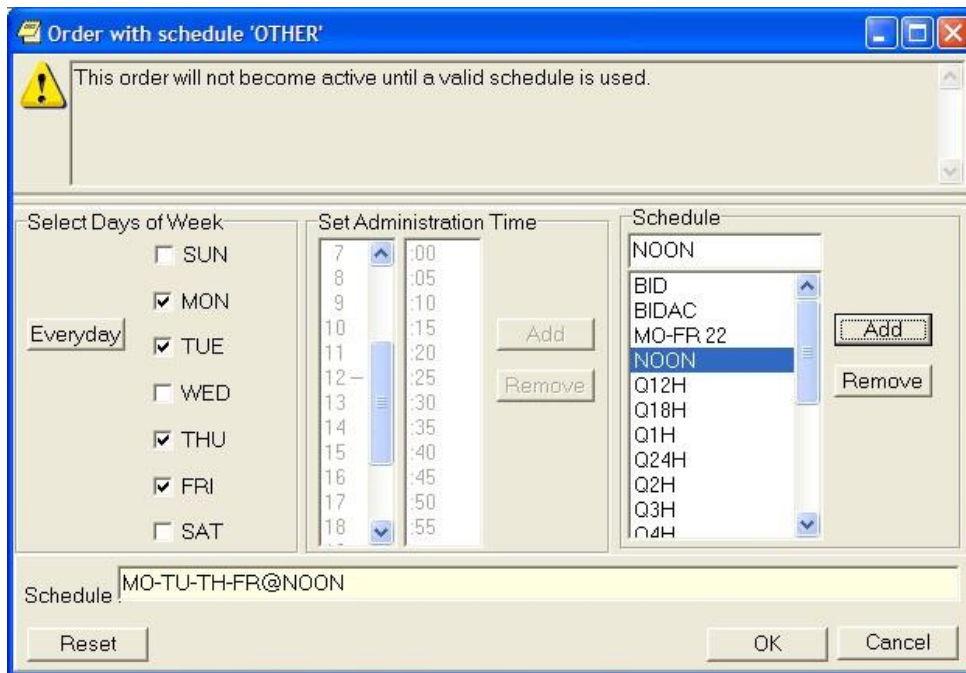 Order with schedule 'OTHER'
This order will not become active until a valid schedule is used.
Select Days of Week
SUN
MON
Everyday
TUE
WED
THU
FRI
SAT
Set Administration Time
7
8
9
10
11
12 –
13
14
15
16
17
18
:00
:05
:10
:15
:20
:25
:30
:35
:40
:45
:50
:55
Add
Remove
Schedule
NOON
BID
BIDAC
MO-FR 22
NOON
Q12H
Q18H
Q1H
Q24H
Q2H
Q3H
Q4H
Add
Remove
Schedule :
MO-TU-TH-FR@NOON
Reset
OK
Cancel